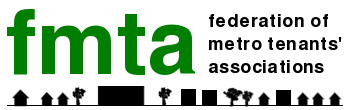 fmta
federation of
metro tenants'
associations